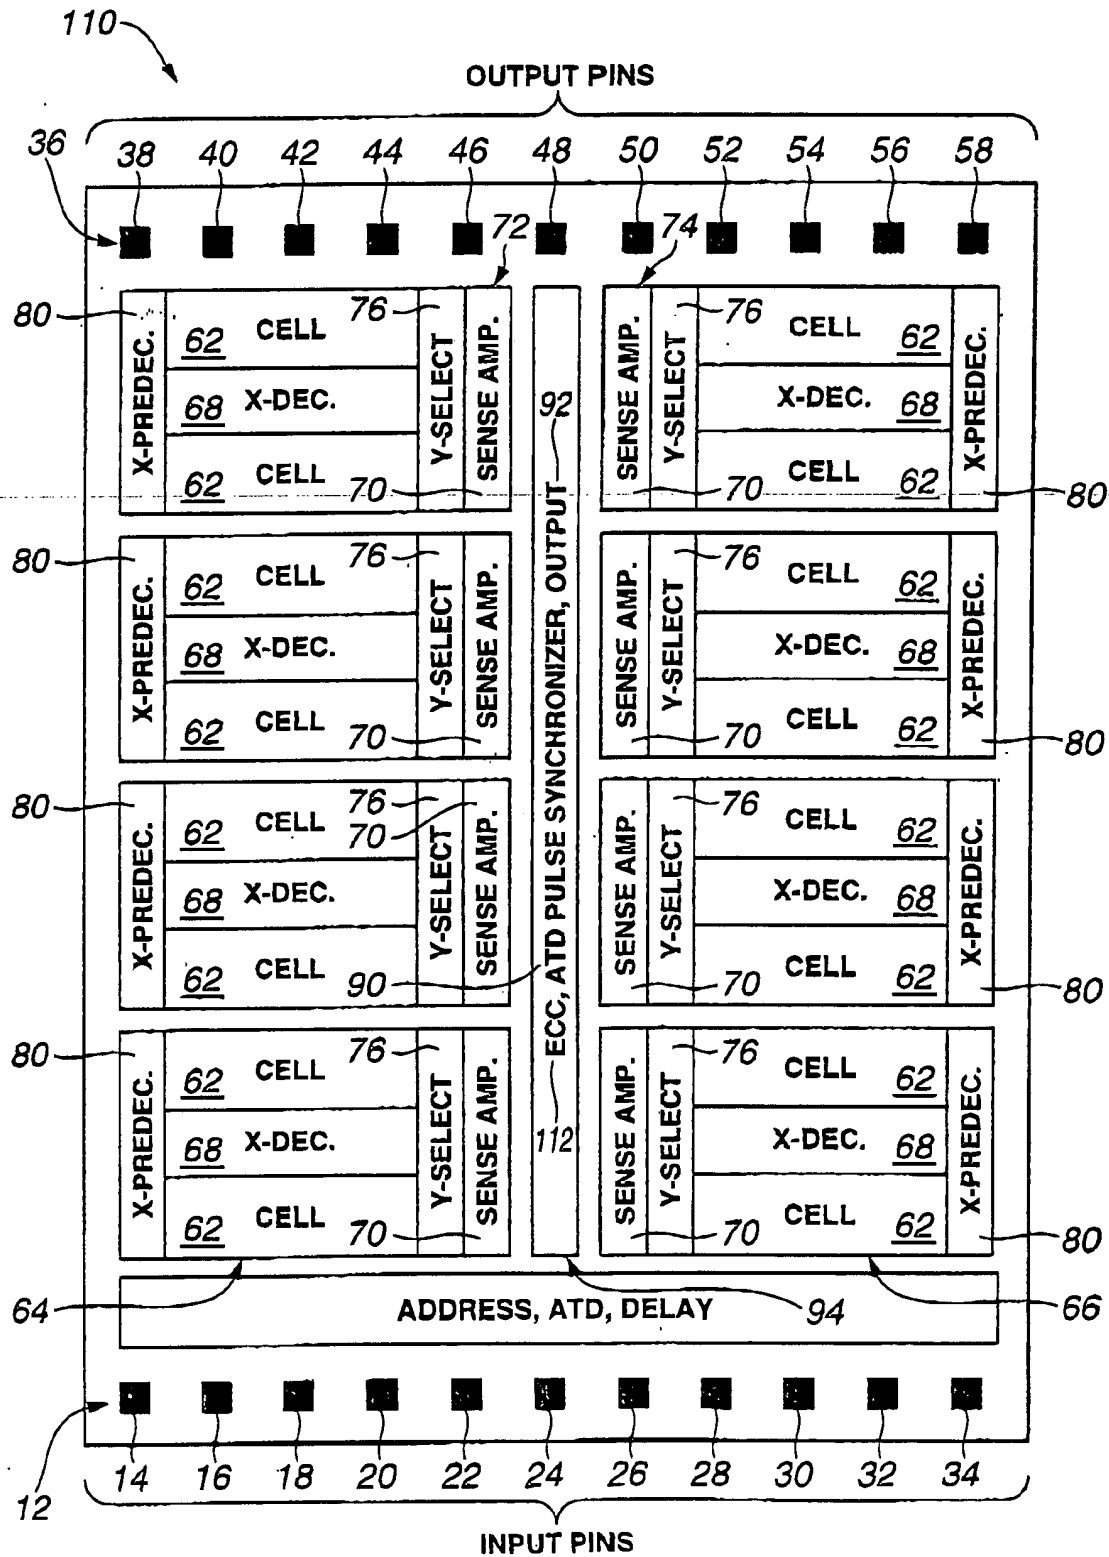 110
OUTPUT PINS
36 38 40 42 44 46 48 50 52 54 56 58
72 74
80 X-PREDEC. 62 CELL 76 Y-SELECT SENSE AMP. SENSE AMP. Y-SELECT 76 CELL 62 X-PREDEC.
68 X-DEC. X-DEC. 68
62 CELL 70 70 CELL 62 80
80 X-PREDEC. 62 CELL 76 Y-SELECT SENSE AMP. SENSE AMP. Y-SELECT 76 CELL 62 X-PREDEC.
68 X-DEC. X-DEC. 68
62 CELL 70 70 CELL 62 80
80 X-PREDEC. 62 CELL 76 70 Y-SELECT SENSE AMP. SENSE AMP. Y-SELECT 76 CELL 62 X-PREDEC.
68 X-DEC. X-DEC. 68
62 CELL 90 70 CELL 62 80
80 X-PREDEC. 62 CELL 76 Y-SELECT SENSE AMP. SENSE AMP. Y-SELECT 76 CELL 62 X-PREDEC.
68 X-DEC. X-DEC. 68
62 CELL 70 70 CELL 62 80
92
ECC, ATD PULSE SYNCHRONIZER, OUTPUT
112
64 ADDRESS, ATD, DELAY 94 66
12 14 16 18 20 22 24 26 28 30 32 34
INPUT PINS